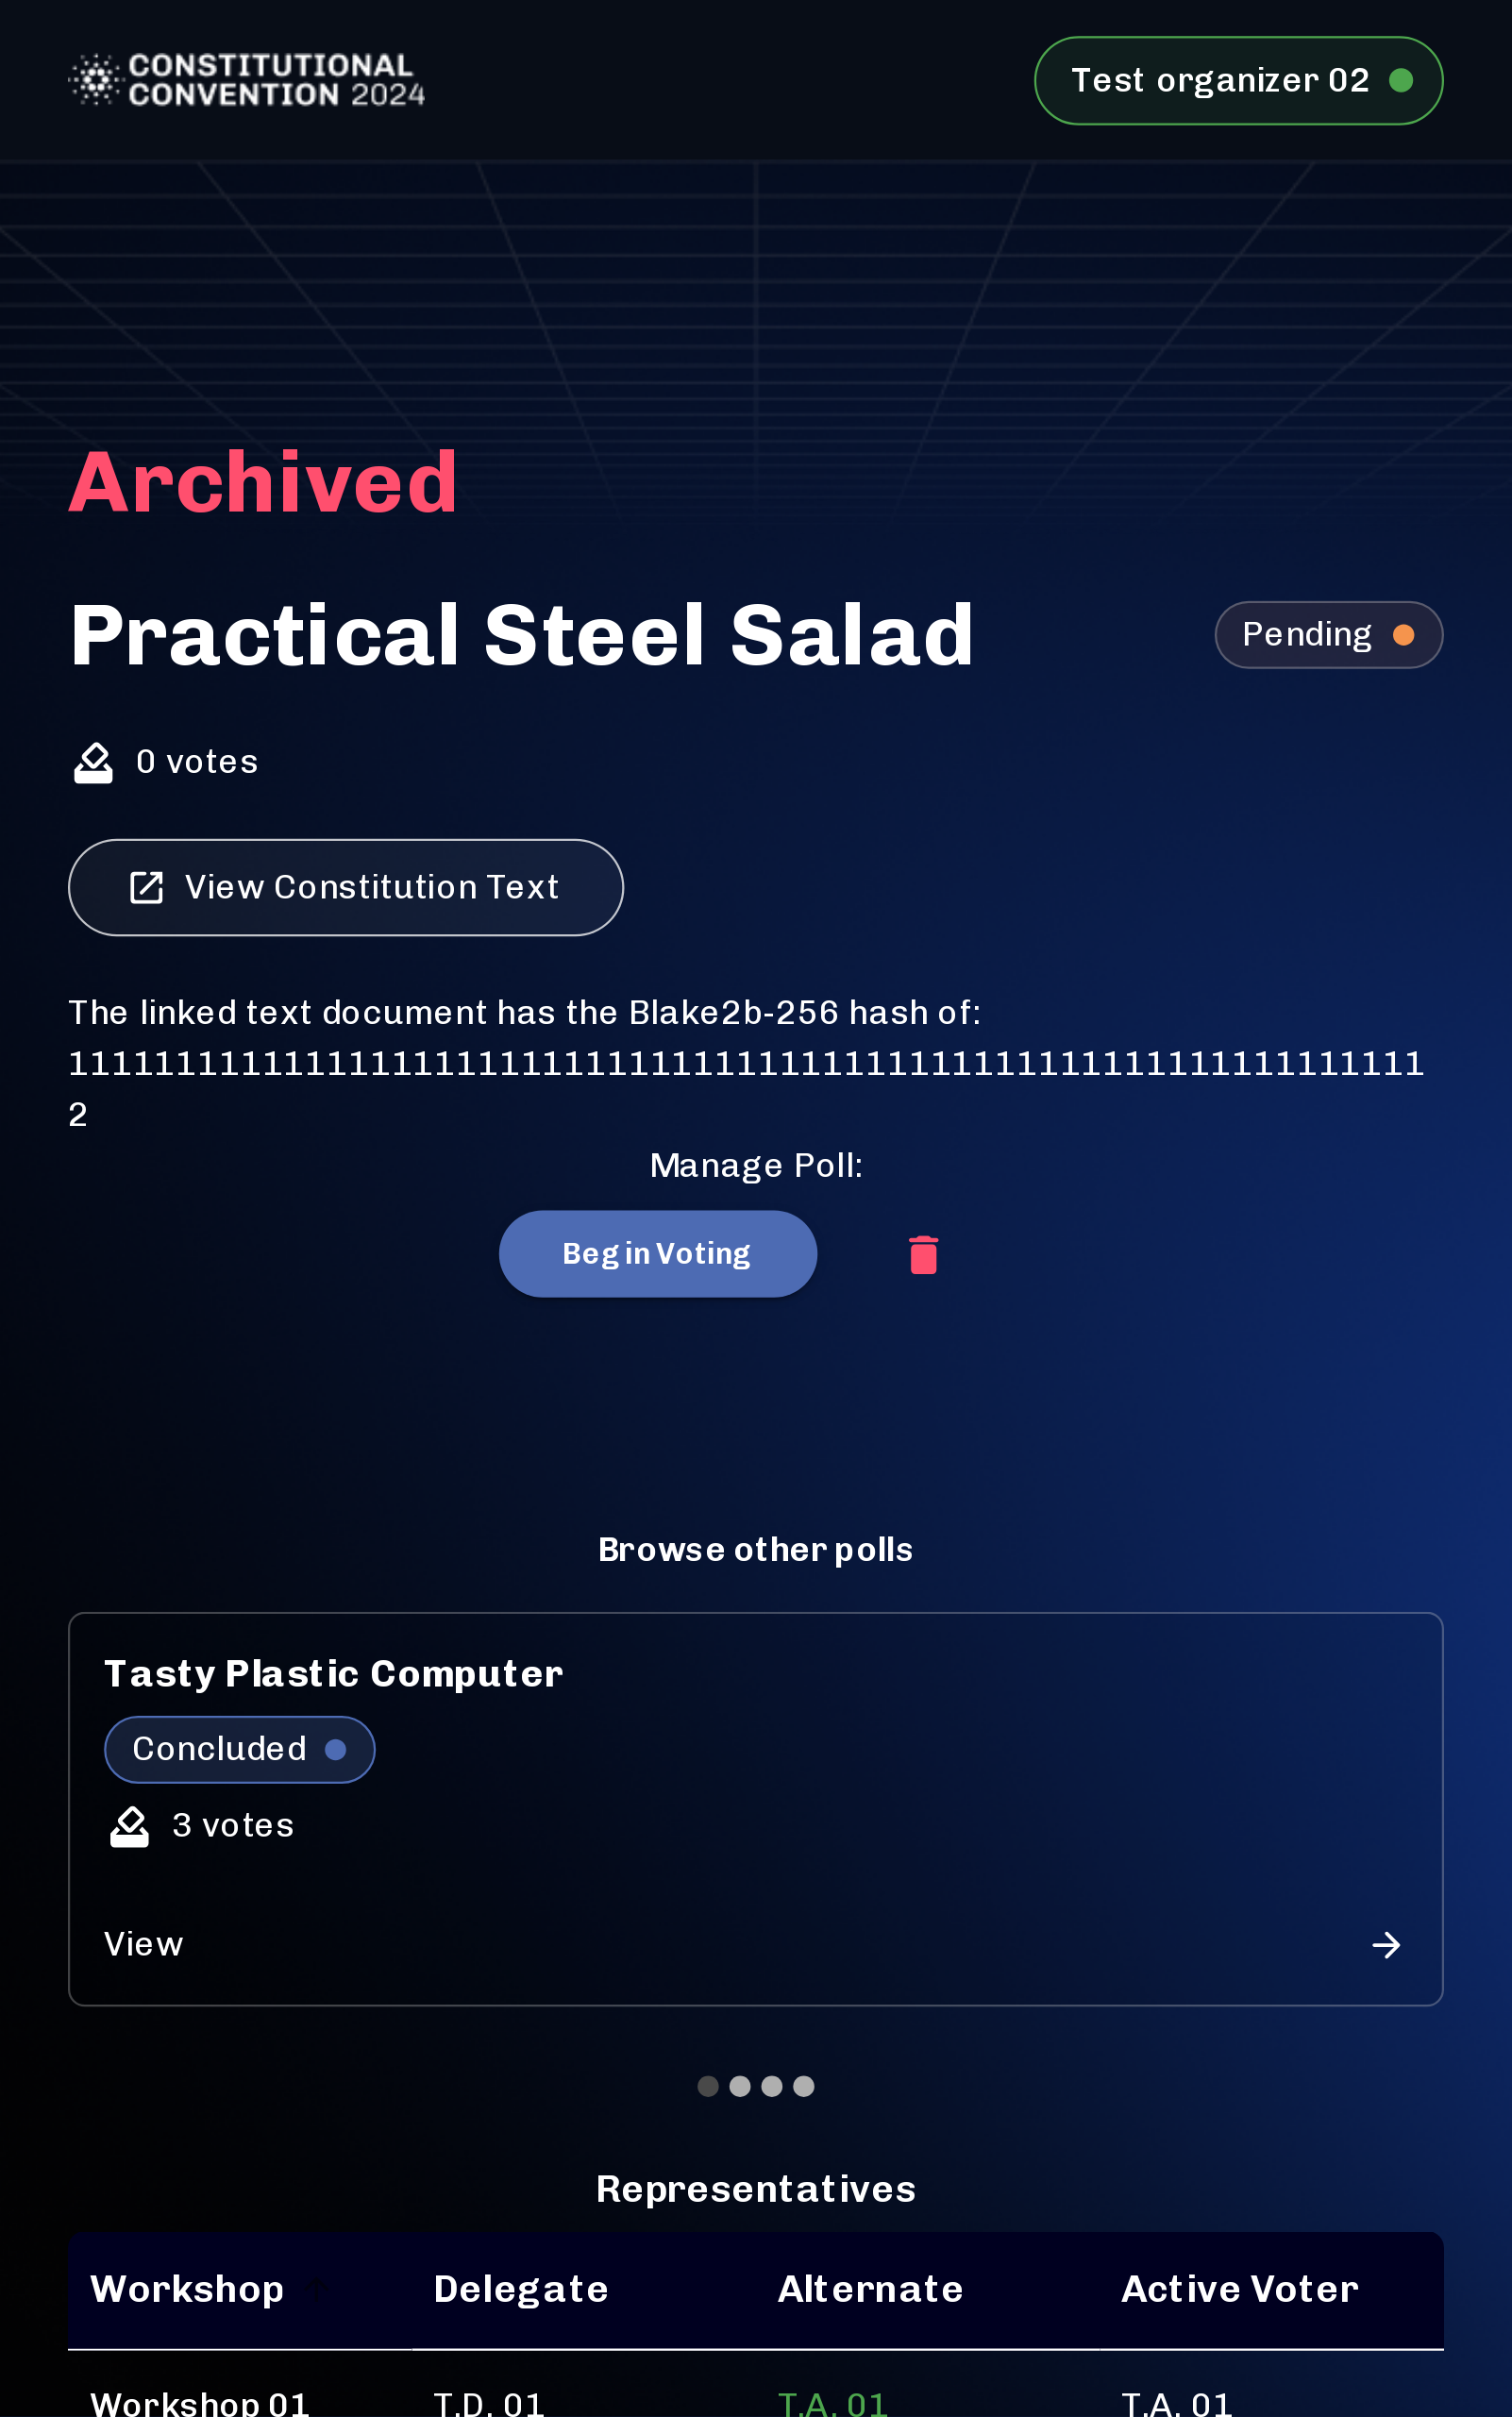 CONSTITUTIONAL
CONVENTION 2024
Test organizer 02
Archived
Practical Steel Salad
Pending
0 votes
View Constitution Text
The linked text document has the Blake2b-256 hash of:
111111111111111111111111111111111111111111111111111111111111111
2
Manage Poll:
Begin Voting
Browse other polls
Tasty Plastic Computer
Concluded
3 votes
View
Representatives
Workshop Delegate Alternate Active Voter
Workshop 01 T.D. 01 T.A. 01 T.A. 01